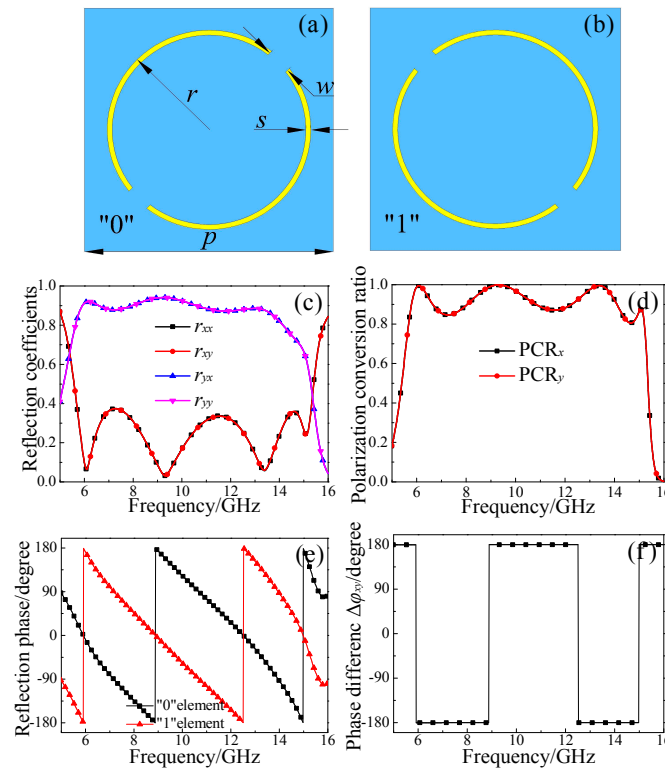 (a)
r
w
s
"0"
p
(b)
"1"
(c)
Reflection coefficients
1.0
0.8
0.6
0.4
0.2
0.0
rxx
rxy
ryx
ryy
6 8 10 12 14 16
Frequency/GHz
(d)
Polarization conversion ratio
1.0
0.8
0.6
0.4
0.2
0.0
PCRx
PCRy
6 8 10 12 14 16
Frequency/GHz
(e)
Reflection phase/degree
180
90
0
-90
-180
"0"element
"1"element
6 8 10 12 14 16
Frequency/GHz
(f)
Phase differenc Δφxy/degree
180
90
0
-90
-180
6 8 10 12 14 16
Frequency/GHz